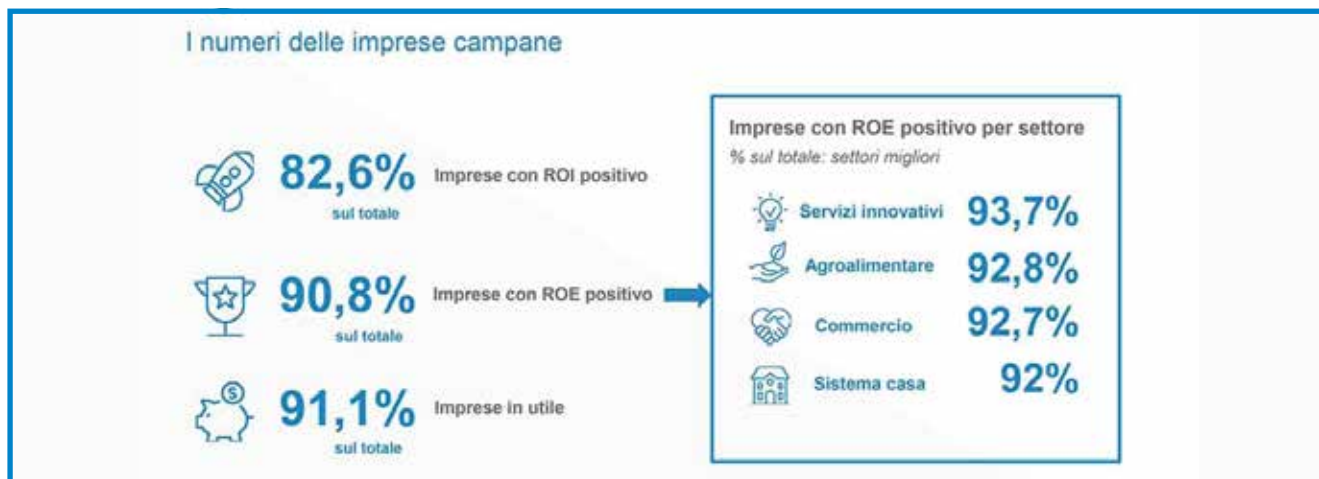 I numeri delle imprese campane
82,6% Imprese con ROI positivo
sul totale
90,8% Imprese con ROE positivo
sul totale
91,1% Imprese in utile
sul totale
Imprese con ROE positivo per settore
% sul totale: settori migliori
Servizi innovativi 93,7%
Agroalimentare 92,8%
Commercio 92,7%
Sistema casa 92%